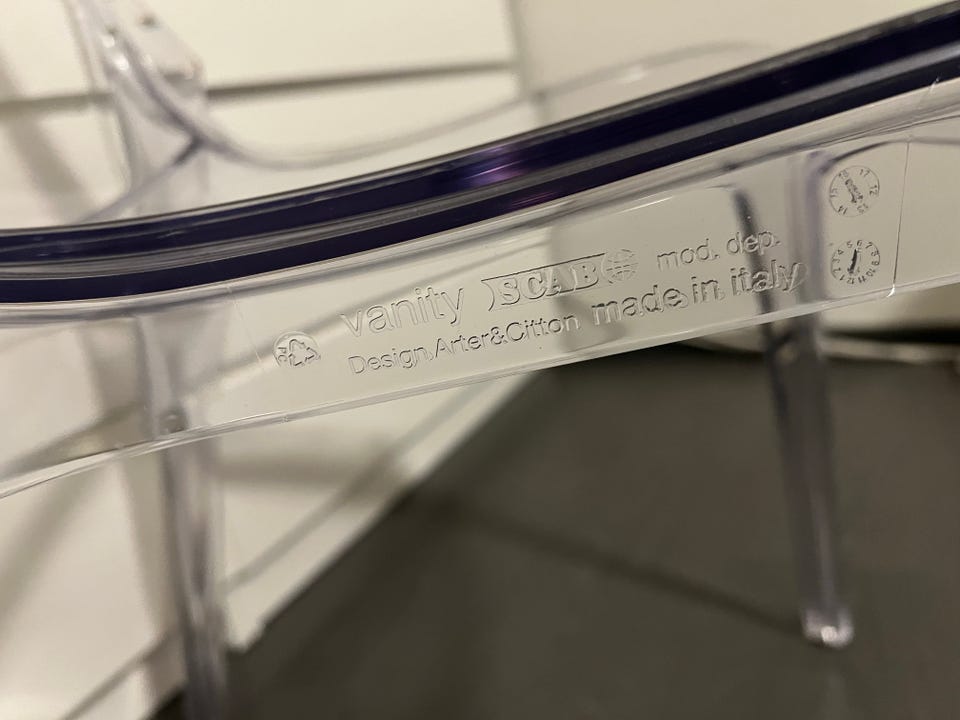 vanity SCAB mod. dep.
Design, Arter&Citton made in italy